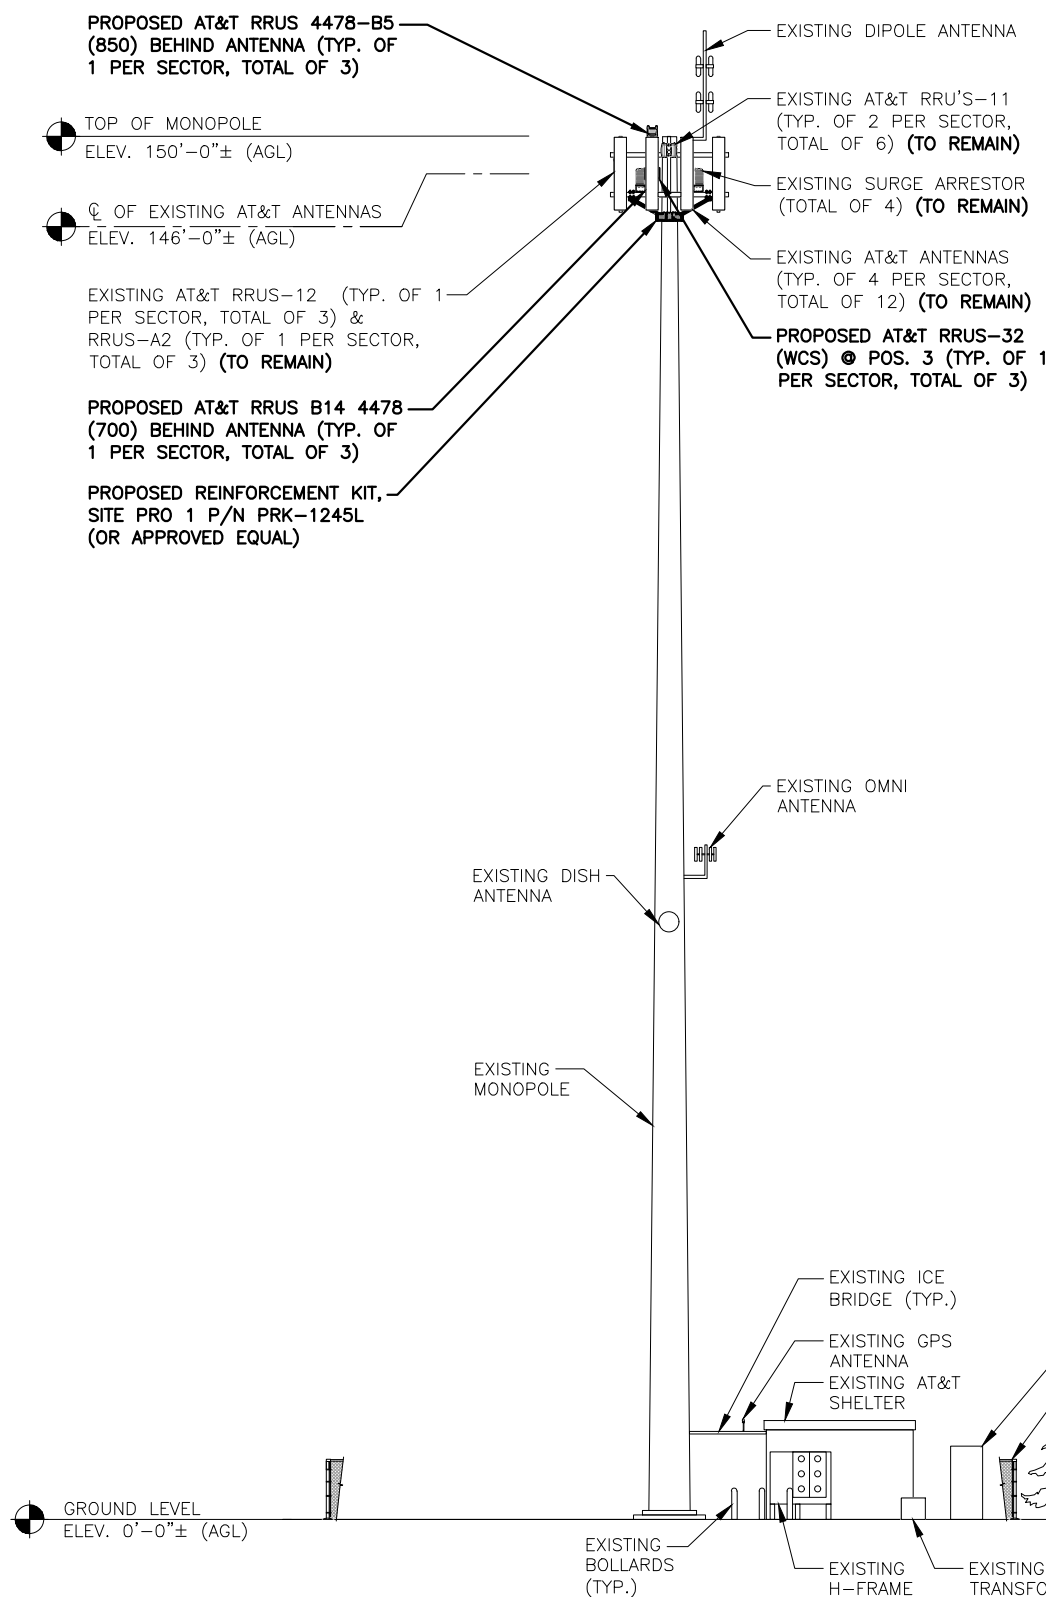 PROPOSED AT&T RRUS 4478-B5
(850) BEHIND ANTENNA (TYP. OF
1 PER SECTOR, TOTAL OF 3)
TOP OF MONOPOLE
ELEV. 150'-0"± (AGL)
℄ OF EXISTING AT&T ANTENNAS
ELEV. 146'-0"± (AGL)
EXISTING AT&T RRUS-12 (TYP. OF 1
PER SECTOR, TOTAL OF 3) &
RRUS-A2 (TYP. OF 1 PER SECTOR,
TOTAL OF 3) (TO REMAIN)
PROPOSED AT&T RRUS B14 4478
(700) BEHIND ANTENNA (TYP. OF
1 PER SECTOR, TOTAL OF 3)
PROPOSED REINFORCEMENT KIT,
SITE PRO 1 P/N PRK-1245L
(OR APPROVED EQUAL)
EXISTING DIPOLE ANTENNA
EXISTING AT&T RRU'S-11
(TYP. OF 2 PER SECTOR,
TOTAL OF 6) (TO REMAIN)
EXISTING SURGE ARRESTOR
(TOTAL OF 4) (TO REMAIN)
EXISTING AT&T ANTENNAS
(TYP. OF 4 PER SECTOR,
TOTAL OF 12) (TO REMAIN)
PROPOSED AT&T RRUS-32
(WCS) @ POS. 3 (TYP. OF 1
PER SECTOR, TOTAL OF 3)
EXISTING OMNI
ANTENNA
EXISTING DISH
ANTENNA
EXISTING
MONOPOLE
EXISTING ICE
BRIDGE (TYP.)
EXISTING GPS
ANTENNA
EXISTING AT&T
SHELTER
GROUND LEVEL
ELEV. 0'-0"± (AGL)
EXISTING
BOLLARDS
(TYP.)
EXISTING
H-FRAME
EXISTING
TRANSFO